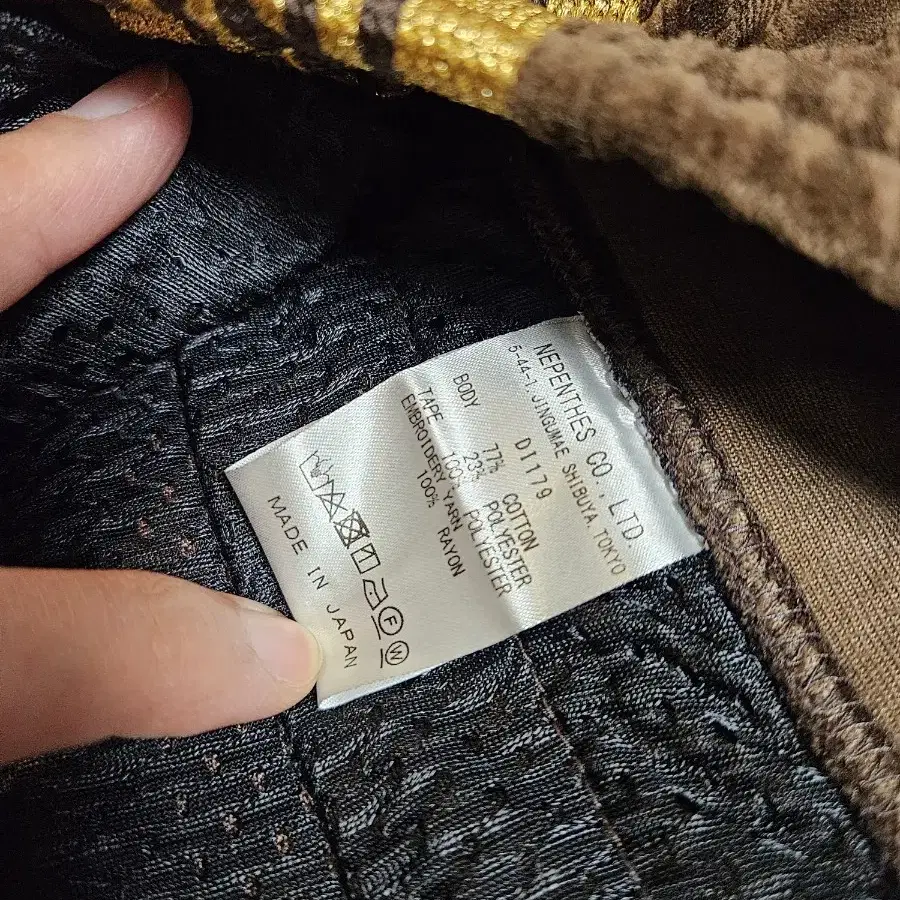 NEPENTHES CO., LTD.
5-44-1, JINGUMAE SHIBUYA, TOKYO
D1179
BODY 77% COTTON
23% POLYESTER
TAPE 100% POLYESTER
EMBROIDERY YARN RAYON
100%
F W
MADE IN JAPAN